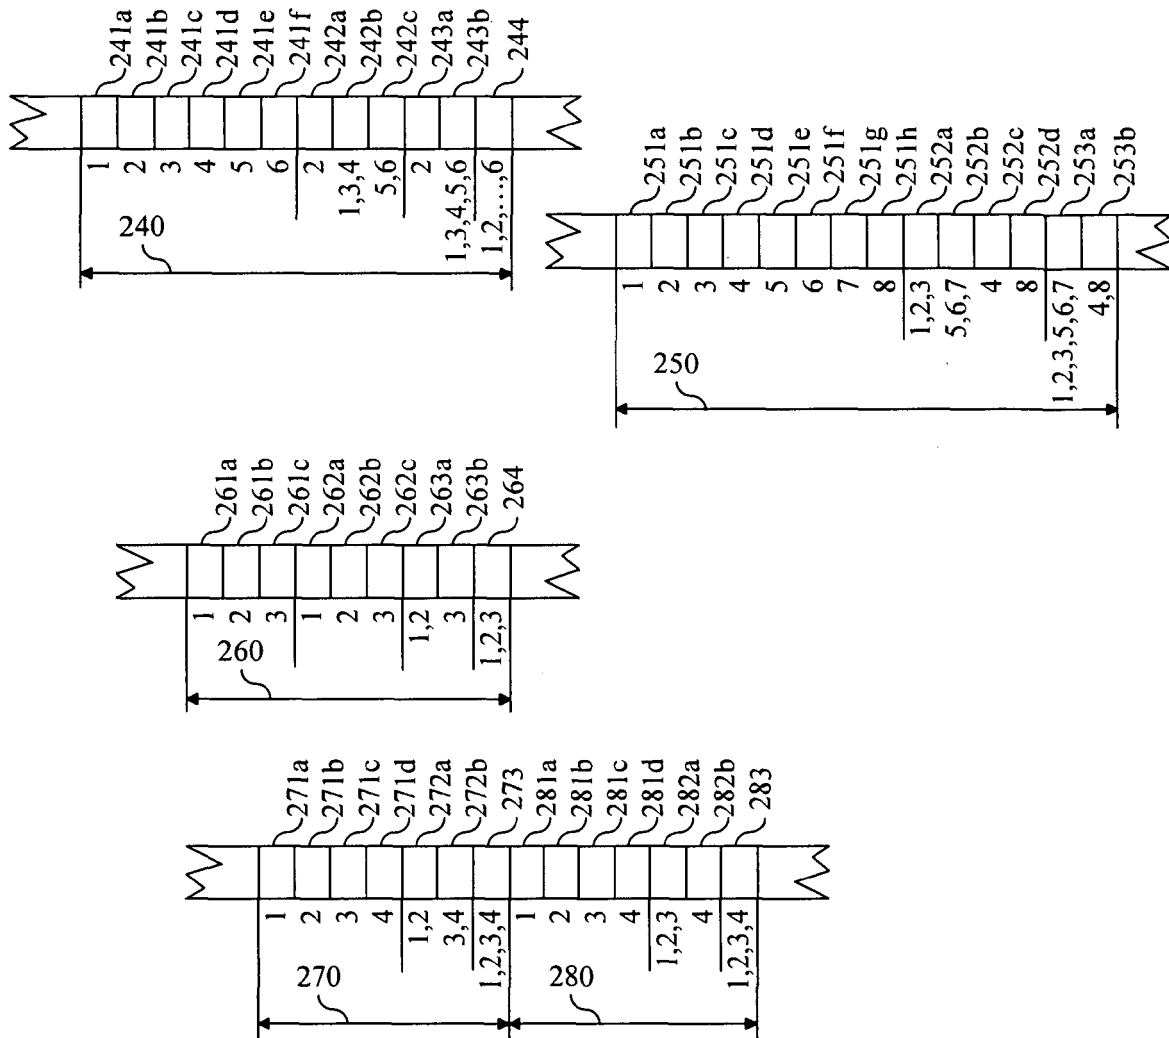 241a
241b
241c
241d
241e
241f
242a
242b
242c
243a
243b
244
1
2
3
4
5
6
2
1,3,4
5,6
2
1,3,4,5,6
1,2,...,6
240
251a
251b
251c
251d
251e
251f
251g
251h
252a
252b
252c
252d
253a
253b
1
2
3
4
5
6
7
8
1,2,3
5,6,7
4
8
1,2,3,5,6,7
4,8
250
261a
261b
261c
262a
262b
262c
263a
263b
264
1
2
3
1
2
3
1,2
3
1,2,3
260
271a
271b
271c
271d
272a
272b
273
281a
281b
281c
281d
282a
282b
283
1
2
3
4
1,2
3,4
1,2,3,4
1
2
3
4
1,2,3
4
1,2,3,4
270
280